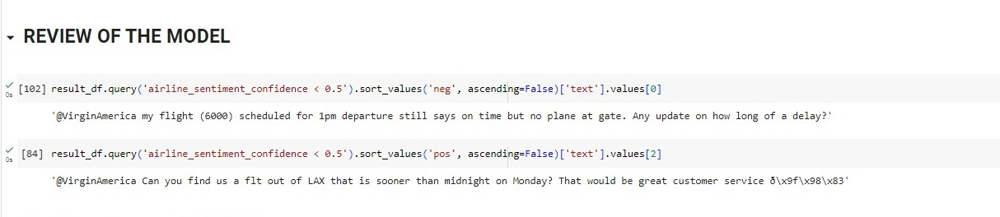 REVIEW OF THE MODEL
[102] result_df.query('airline_sentiment_confidence < 0.5').sort_values('neg', ascending=False)['text'].values[0]
0s
'@VirginAmerica my flight (6000) scheduled for 1pm departure still says on time but no plane at gate. Any update on how long of a delay?'
[84] result_df.query('airline_sentiment_confidence < 0.5').sort_values('pos', ascending=False)['text'].values[2]
0s
'@VirginAmerica Can you find us a flt out of LAX that is sooner than midnight on Monday? That would be great customer service ð\x9f\x98\x83'